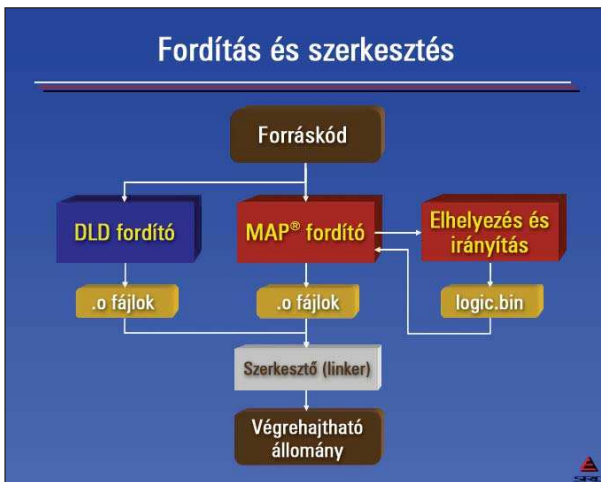 Fordítás és szerkesztés
Forráskód
DLD fordító
MAP® fordító
Elhelyezés és
irányítás
.o fájlok
.o fájlok
logic.bin
Szerkesztő (linker)
Végrehajtható
állomány
SRC